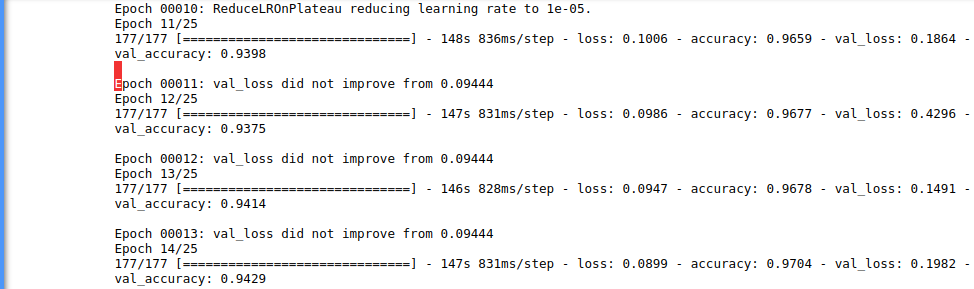 Epoch 00010: ReduceLROnPlateau reducing learning rate to 1e-05.
Epoch 11/25
177/177 [==============================] - 148s 836ms/step - loss: 0.1006 - accuracy: 0.9659 - val_loss: 0.1864 -
val_accuracy: 0.9398
Epoch 00011: val_loss did not improve from 0.09444
Epoch 12/25
177/177 [==============================] - 147s 831ms/step - loss: 0.0986 - accuracy: 0.9677 - val_loss: 0.4296 -
val_accuracy: 0.9375
Epoch 00012: val_loss did not improve from 0.09444
Epoch 13/25
177/177 [==============================] - 146s 828ms/step - loss: 0.0947 - accuracy: 0.9678 - val_loss: 0.1491 -
val_accuracy: 0.9414
Epoch 00013: val_loss did not improve from 0.09444
Epoch 14/25
177/177 [==============================] - 147s 831ms/step - loss: 0.0899 - accuracy: 0.9704 - val_loss: 0.1982 -
val_accuracy: 0.9429